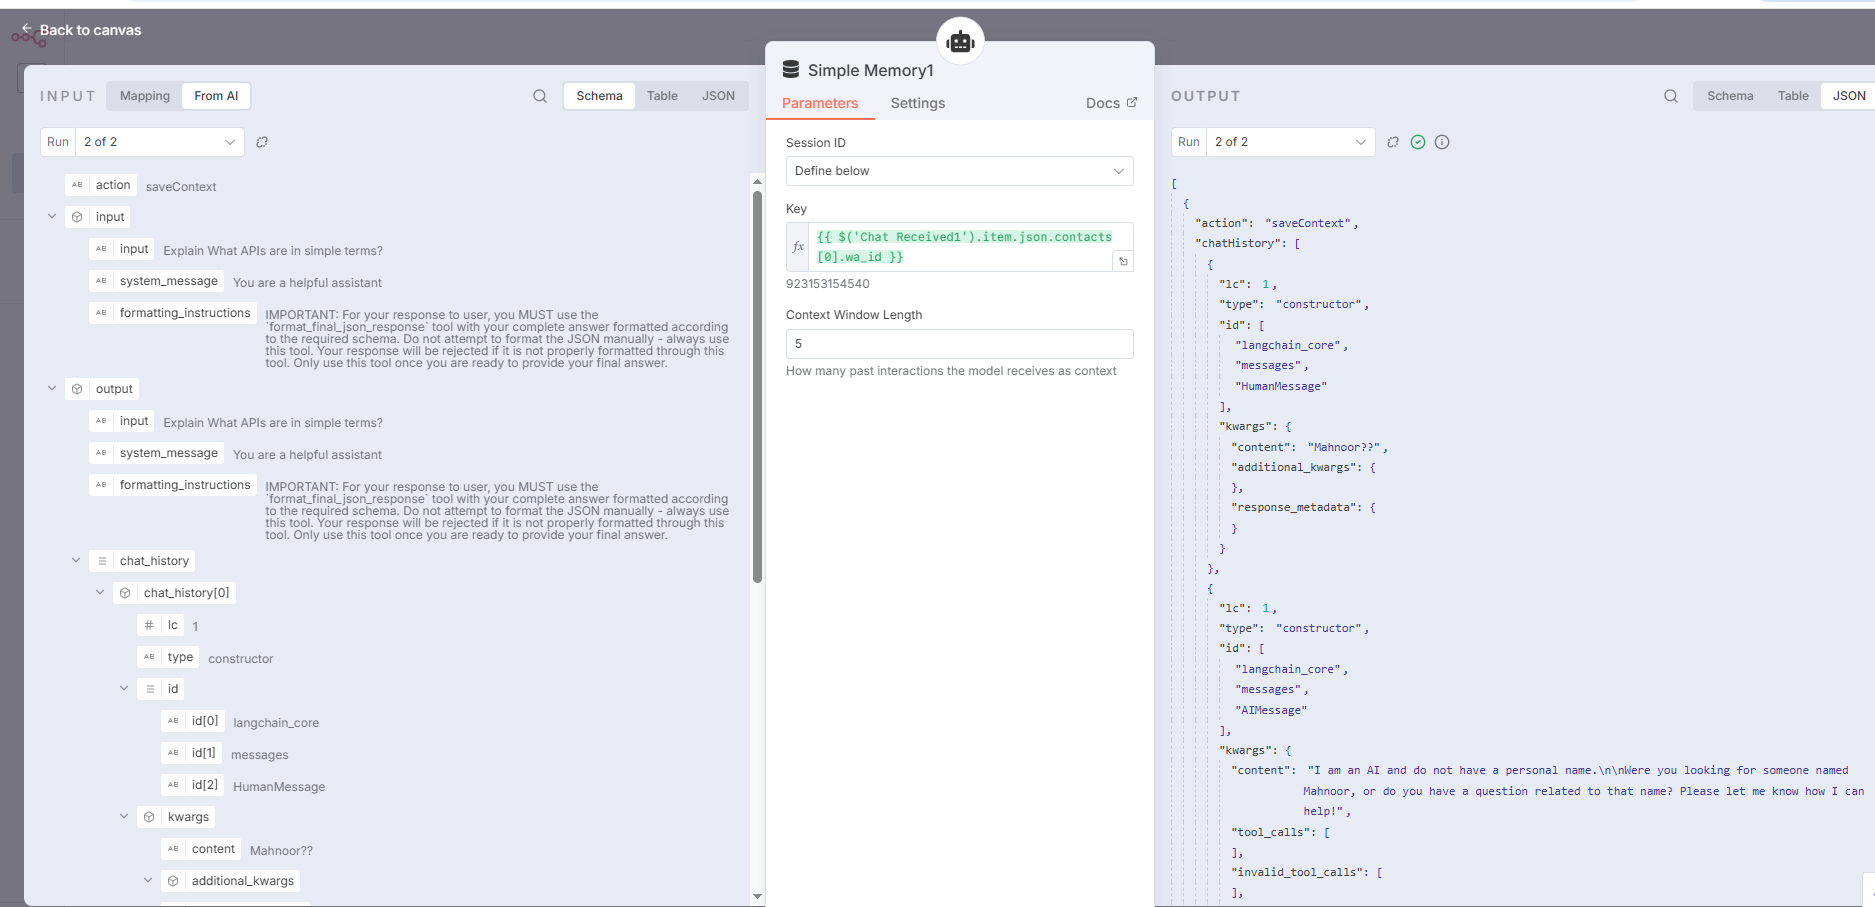 Back to canvas
INPUT
Mapping
From AI
Schema
Table
JSON
Run
2 of 2
AB action saveContext
input
AB input Explain What APIs are in simple terms?
AB system_message You are a helpful assistant
AB formatting_instructions IMPORTANT: For your response to user, you MUST use the
`format_final_json_response` tool with your complete answer formatted according
to the required schema. Do not attempt to format the JSON manually - always use
this tool. Your response will be rejected if it is not properly formatted through this
tool. Only use this tool once you are ready to provide your final answer.
output
AB input Explain What APIs are in simple terms?
AB system_message You are a helpful assistant
AB formatting_instructions IMPORTANT: For your response to user, you MUST use the
`format_final_json_response` tool with your complete answer formatted according
to the required schema. Do not attempt to format the JSON manually - always use
this tool. Your response will be rejected if it is not properly formatted through this
tool. Only use this tool once you are ready to provide your final answer.
chat_history
chat_history[0]
# lc 1
AB type constructor
id
AB id[0] langchain_core
AB id[1] messages
AB id[2] HumanMessage
kwargs
AB content Mahnoor??
additional_kwargs
Simple Memory1
Parameters
Settings
Docs
Session ID
Define below
Key
fx {{ $('Chat Received1').item.json.contacts
[0].wa_id }}
923153154540
Context Window Length
5
How many past interactions the model receives as context
OUTPUT
Schema
Table
JSON
Run
2 of 2
[
{
"action": "saveContext",
"chatHistory": [
{
"lc": 1,
"type": "constructor",
"id": [
"langchain_core",
"messages",
"HumanMessage"
],
"kwargs": {
"content": "Mahnoor??",
"additional_kwargs": {
},
"response_metadata": {
}
}
},
{
"lc": 1,
"type": "constructor",
"id": [
"langchain_core",
"messages",
"AIMessage"
],
"kwargs": {
"content": "I am an AI and do not have a personal name.\n\nWere you looking for someone named
Mahnoor, or do you have a question related to that name? Please let me know how I can
help!",
"tool_calls": [
],
"invalid_tool_calls": [
],